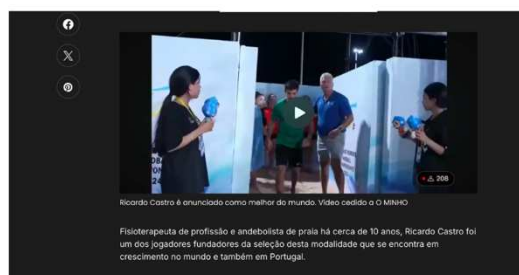 208
Ricardo Castro é anunciado como melhor do mundo. Vídeo cedido a O MINHO
Fisioterapeuta de profissão e andebolista de praia há cerca de 10 anos, Ricardo Castro foi
um dos jogadores fundadores da seleção desta modalidade que se encontra em
crescimento no mundo e também em Portugal.